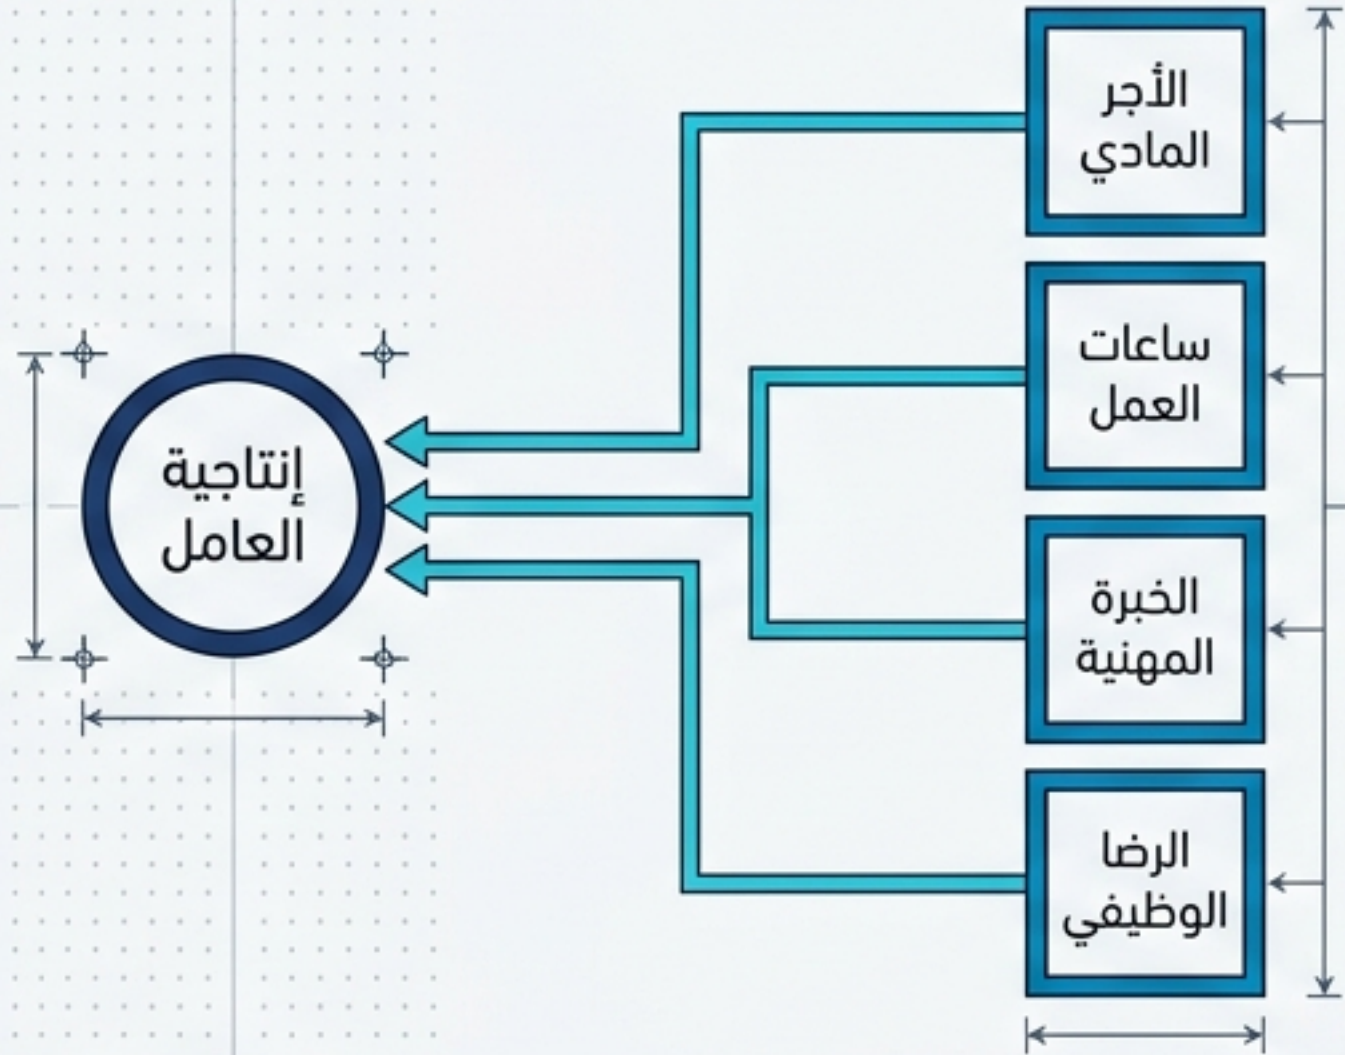 الأجر
المادي
ساعات
العمل
الخبرة
المهنية
الرضا
الوظيفي
إنتاجية
العامل